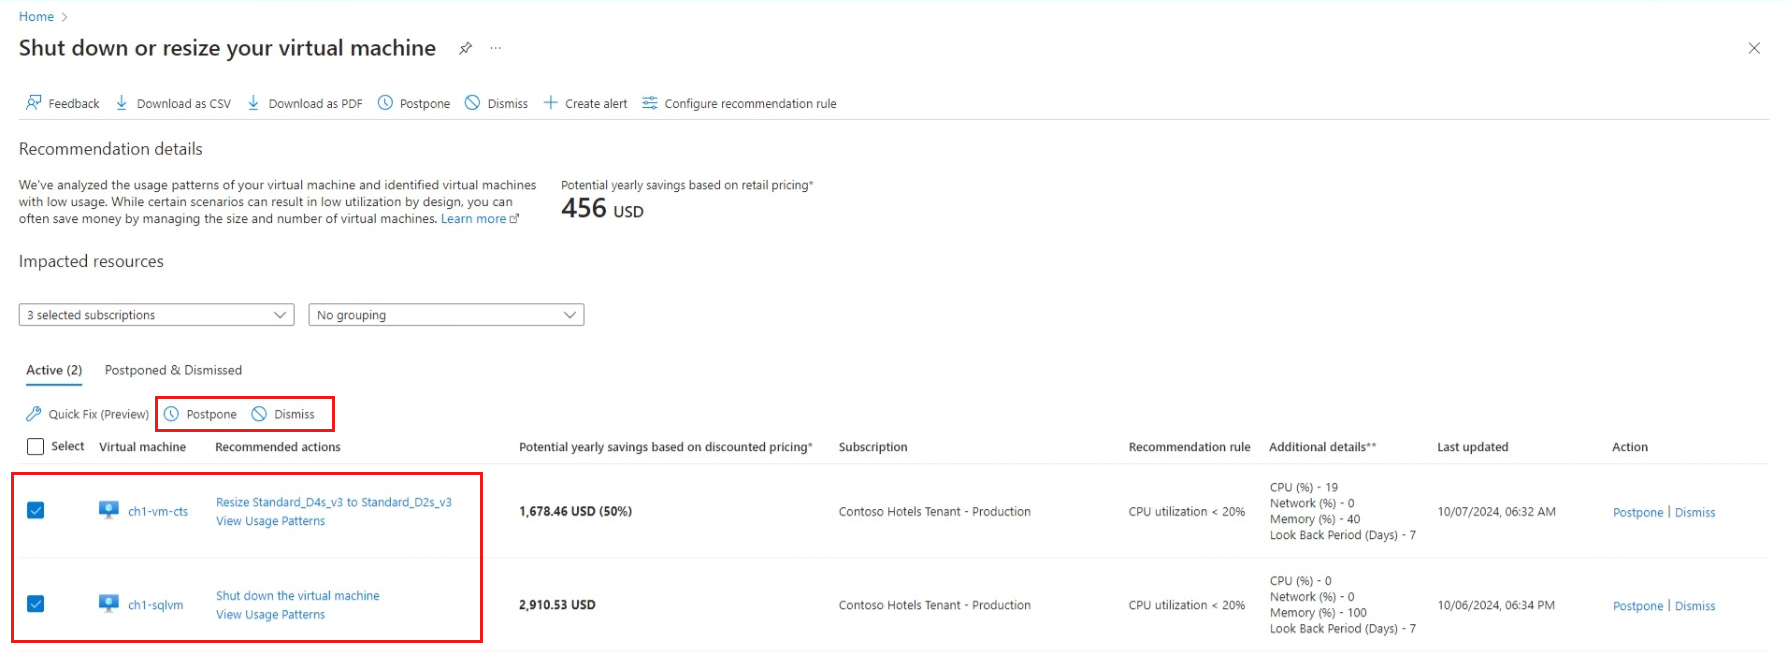 Home >
Shut down or resize your virtual machine ...
Feedback Download as CSV Download as PDF Postpone Dismiss Create alert Configure recommendation rule
Recommendation details
We've analyzed the usage patterns of your virtual machine and identified virtual machines
with low usage. While certain scenarios can result in low utilization by design, you can
often save money by managing the size and number of virtual machines. Learn more
Potential yearly savings based on retail pricing*
456 USD
Impacted resources
3 selected subscriptions No grouping
Active (2) Postponed & Dismissed
Quick Fix (Preview) Postpone Dismiss
Select Virtual machine Recommended actions Potential yearly savings based on discounted pricing* Subscription Recommendation rule Additional details** Last updated Action
ch1-vm-cts
Resize Standard_D4s_v3 to Standard_D2s_v3
View Usage Patterns
1,678.46 USD (50%)
Contoso Hotels Tenant - Production
CPU utilization < 20%
CPU (%) - 19
Network (%) - 0
Memory (%) - 40
Look Back Period (Days) - 7
10/07/2024, 06:32 AM
Postpone | Dismiss
ch1-sqlvm
Shut down the virtual machine
View Usage Patterns
2,910.53 USD
Contoso Hotels Tenant - Production
CPU utilization < 20%
CPU (%) - 0
Network (%) - 0
Memory (%) - 100
Look Back Period (Days) - 7
10/06/2024, 06:34 PM
Postpone | Dismiss